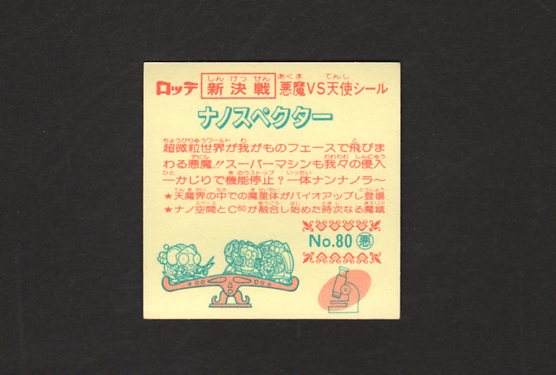 ロッテ 新決戦 悪魔VS天使シール
ナノスペクター
超微粒世界が我がものフェースで飛びま
わる悪魔!!スーパーマシンも我々の侵入
一かじりで機能停止?一体ナンナノラ〜
★天魔界の中での魔星体がバイオアップし登場
★ナノ空間とC60が融合し始めた時次なる魔城
No.80 悪